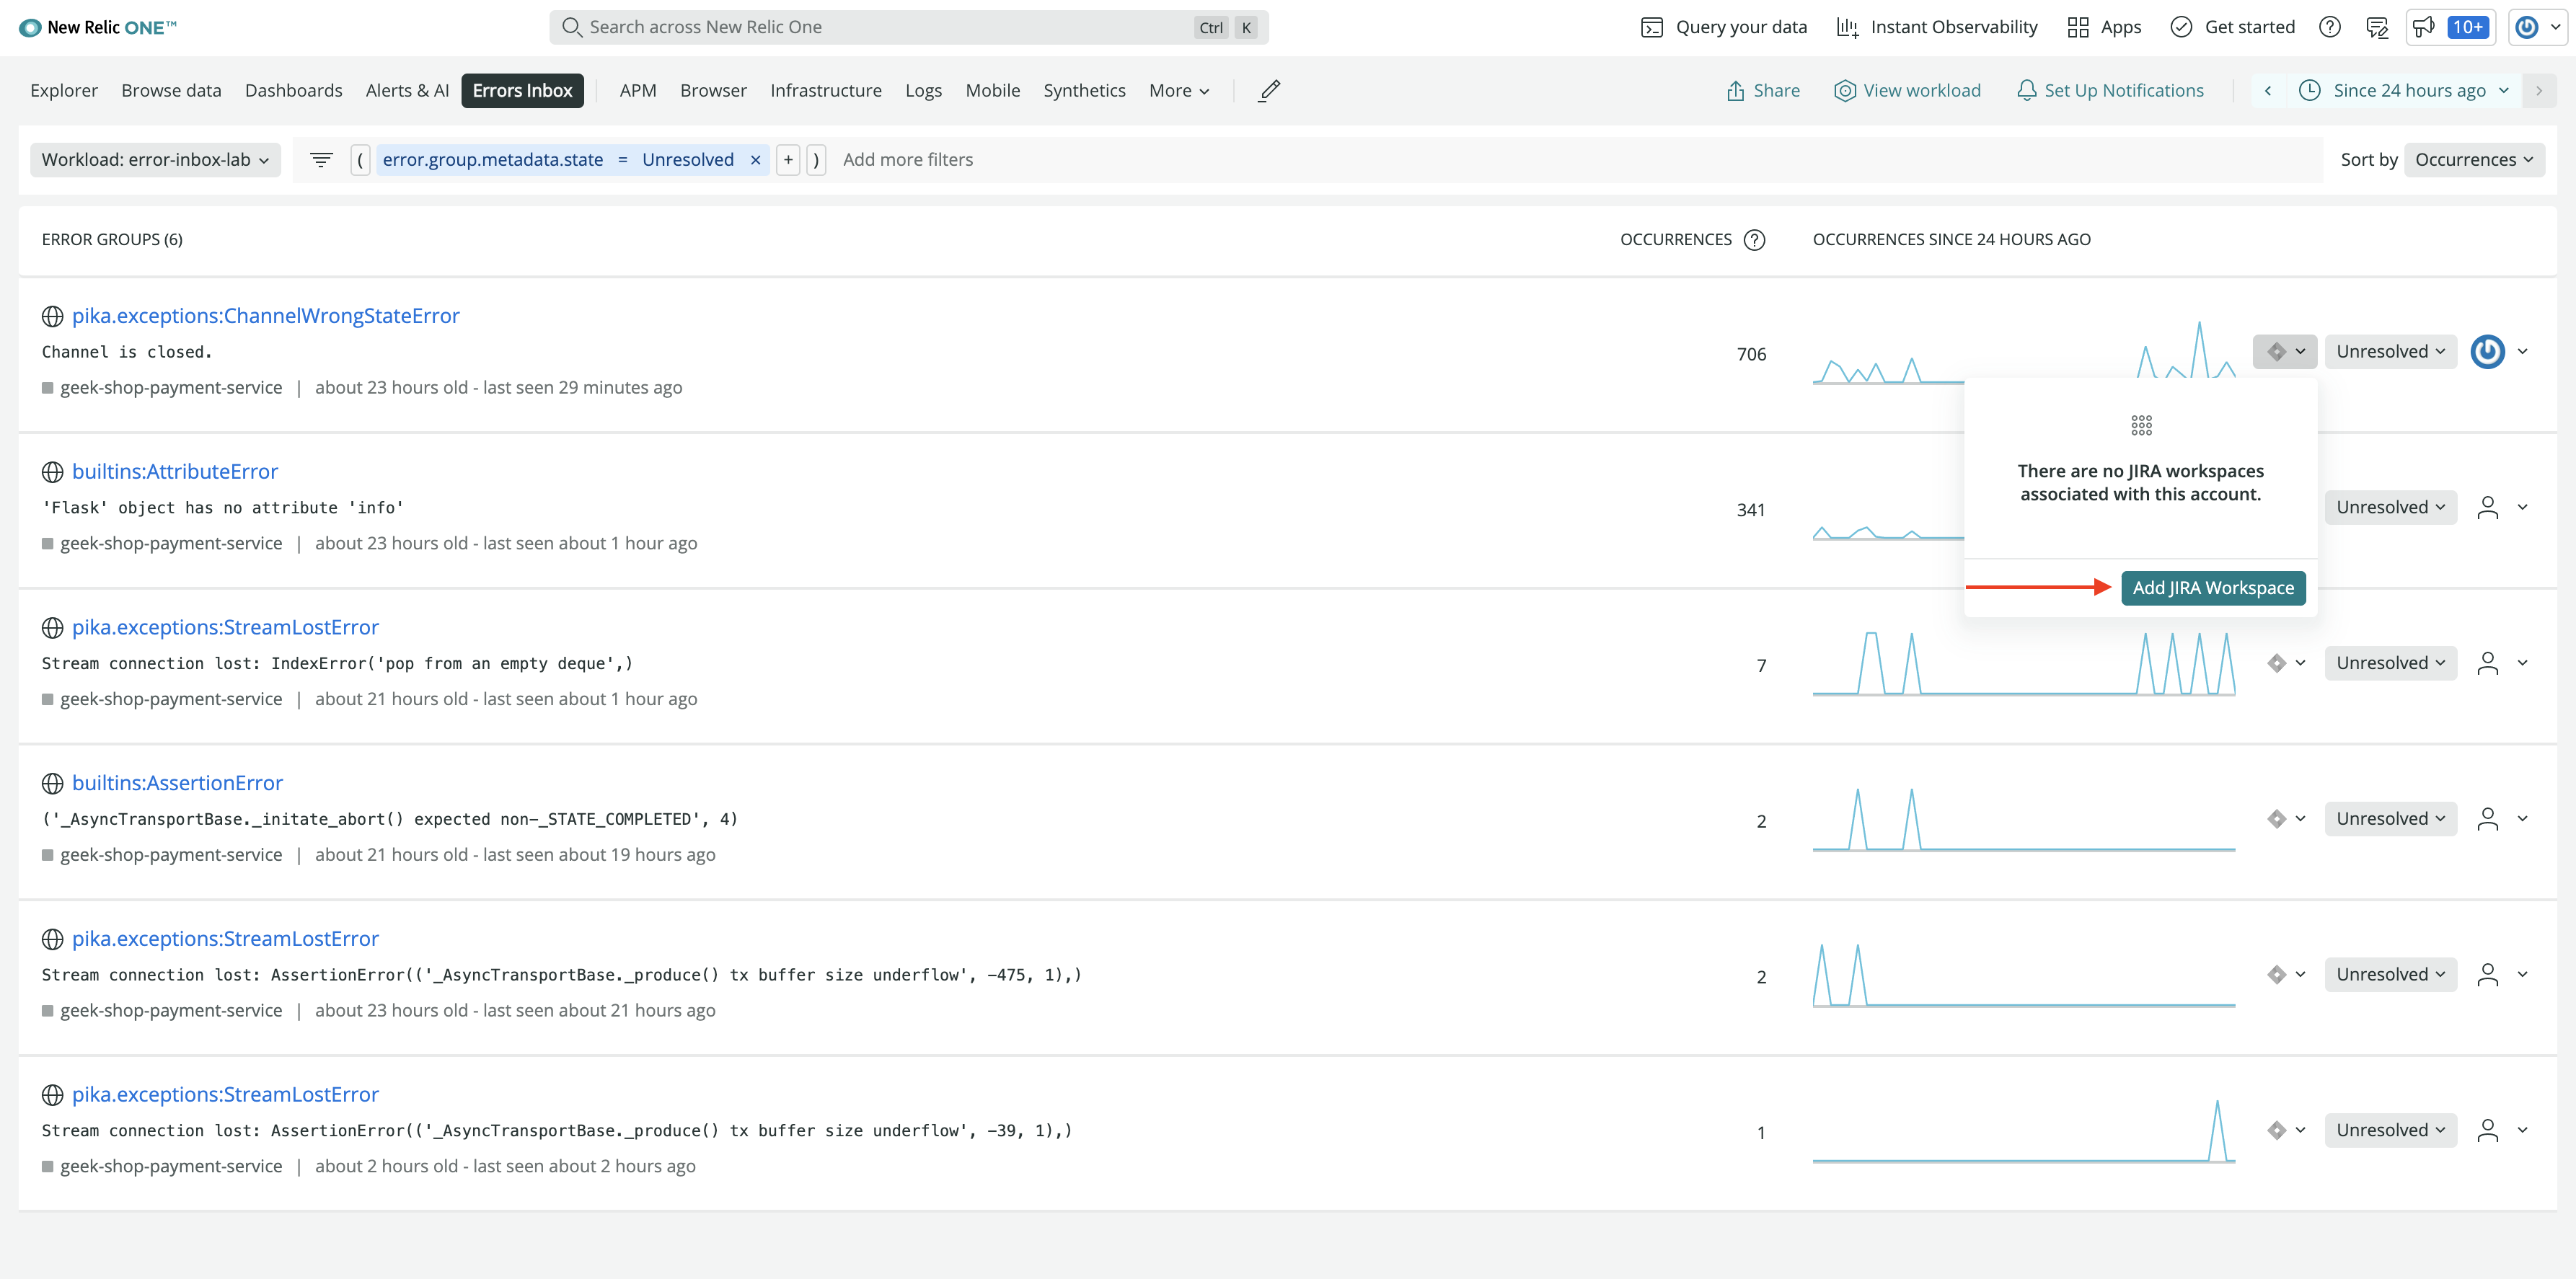 New Relic ONE™
Search across New Relic One Ctrl K
Query your data Instant Observability Apps Get started 10+
Explorer Browse data Dashboards Alerts & AI Errors Inbox APM Browser Infrastructure Logs Mobile Synthetics More Share View workload Set Up Notifications Since 24 hours ago
Workload: error-inbox-lab ( error.group.metadata.state = Unresolved × + ) Add more filters Sort by Occurrences
ERROR GROUPS (6) OCCURRENCES ? OCCURRENCES SINCE 24 HOURS AGO
pika.exceptions:ChannelWrongStateError
Channel is closed. 706 Unresolved
geek-shop-payment-service | about 23 hours old - last seen 29 minutes ago
There are no JIRA workspaces
associated with this account.
Add JIRA Workspace
builtins:AttributeError
'Flask' object has no attribute 'info' 341 Unresolved
geek-shop-payment-service | about 23 hours old - last seen about 1 hour ago
pika.exceptions:StreamLostError
Stream connection lost: IndexError('pop from an empty deque',) 7 Unresolved
geek-shop-payment-service | about 21 hours old - last seen about 1 hour ago
builtins:AssertionError
('_AsyncTransportBase._initate_abort() expected non-_STATE_COMPLETED', 4) 2 Unresolved
geek-shop-payment-service | about 21 hours old - last seen about 19 hours ago
pika.exceptions:StreamLostError
Stream connection lost: AssertionError(('_AsyncTransportBase._produce() tx buffer size underflow', -475, 1),) 2 Unresolved
geek-shop-payment-service | about 23 hours old - last seen about 21 hours ago
pika.exceptions:StreamLostError
Stream connection lost: AssertionError(('_AsyncTransportBase._produce() tx buffer size underflow', -39, 1),) 1 Unresolved
geek-shop-payment-service | about 2 hours old - last seen about 2 hours ago